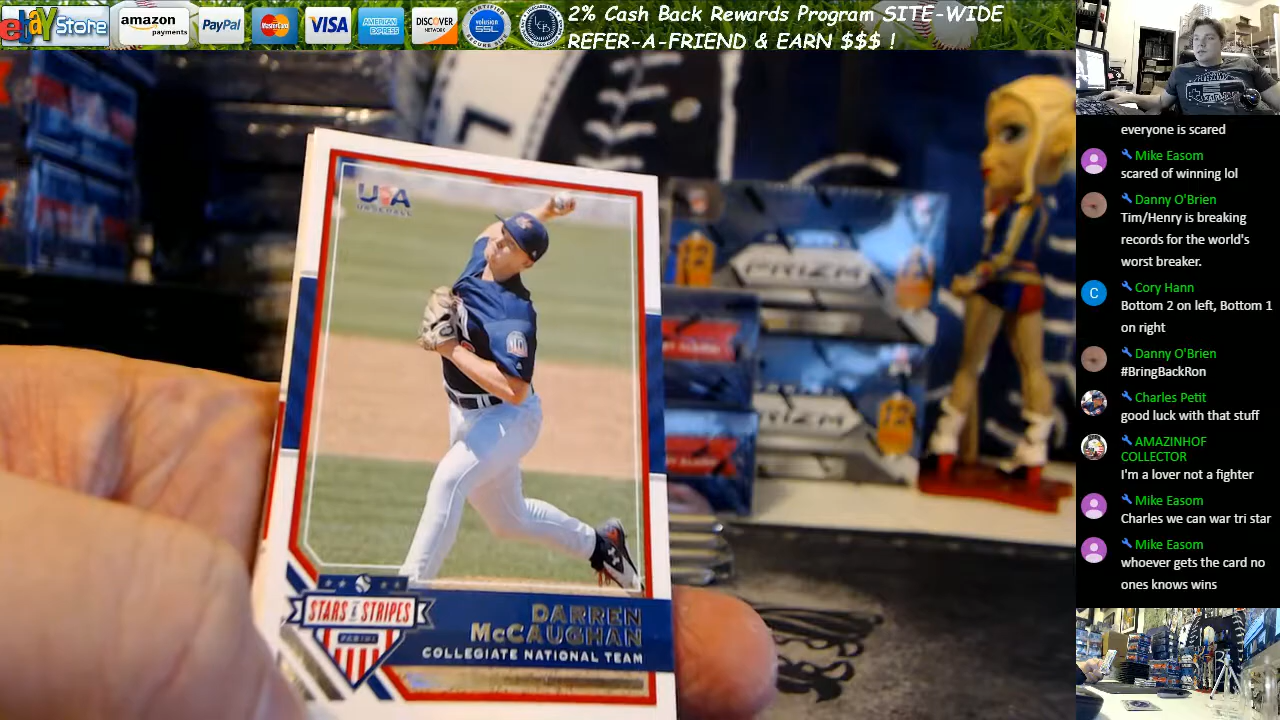 ebay Store
amazon payments
PayPal
MasterCard
VISA
AMERICAN EXPRESS
DISCOVER NETWORK
volusion SSL
2% Cash Back Rewards Program SITE-WIDE
REFER-A-FRIEND & EARN $$$ !
USA
BASEBALL
PRIZM
PRIZM
STARS & STRIPES
PANINI
DARREN
McCAUGHAN
COLLEGIATE NATIONAL TEAM
everyone is scared
Mike Easom
scared of winning lol
Danny O'Brien
Tim/Henry is breaking
records for the world's
worst breaker.
C
Cory Hann
Bottom 2 on left, Bottom 1
on right
Danny O'Brien
#BringBackRon
Charles Petit
good luck with that stuff
AMAZINHOF
COLLECTOR
I'm a lover not a fighter
Mike Easom
Charles we can war tri star
Mike Easom
whoever gets the card no
ones knows wins